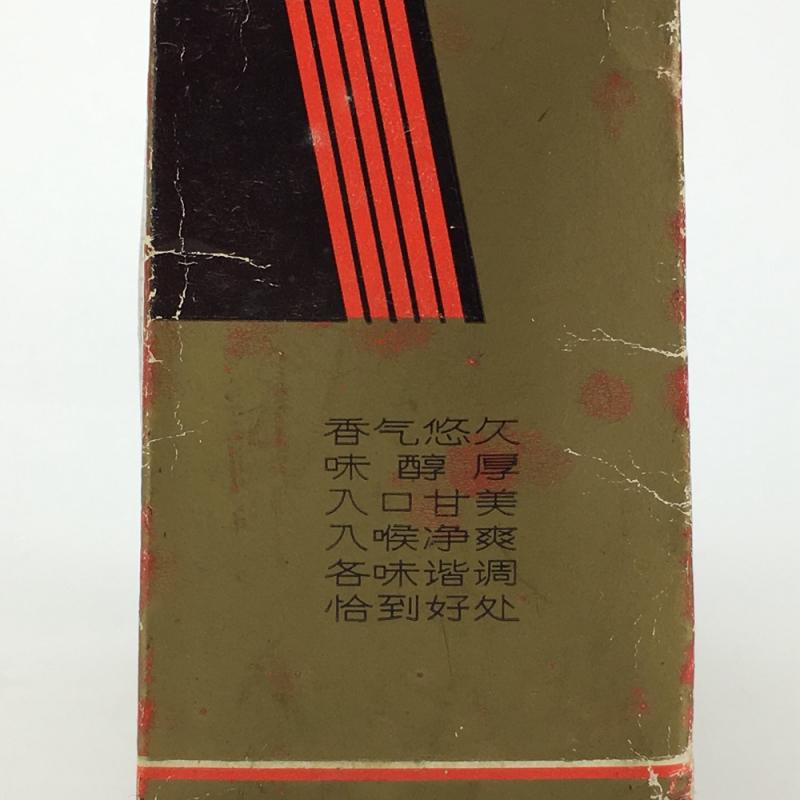 香气悠久
味 醇 厚
入口甘美
入喉净爽
各味谐调
恰到好处